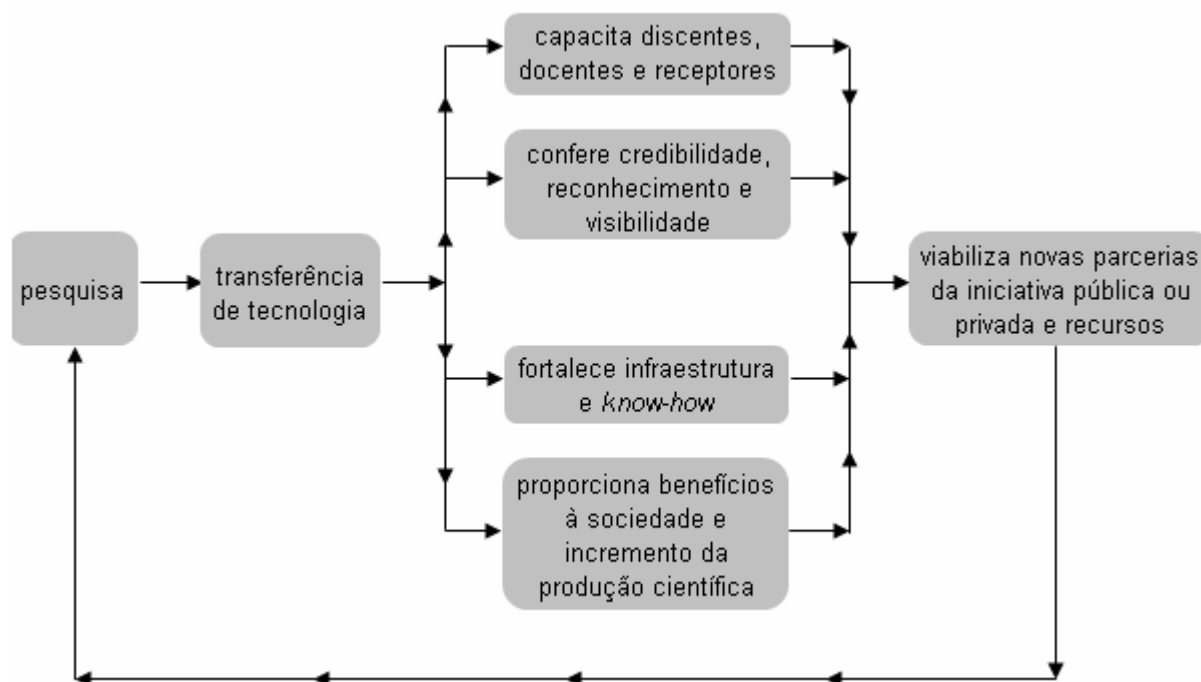 pesquisa
transferência
de tecnologia
capacita discentes,
docentes e receptores
confere credibilidade,
reconhecimento e
visibilidade
fortalece infraestrutura
e know-how
proporciona benefícios
à sociedade e
incremento da
produção científica
viabiliza novas parcerias
da iniciativa pública ou
privada e recursos